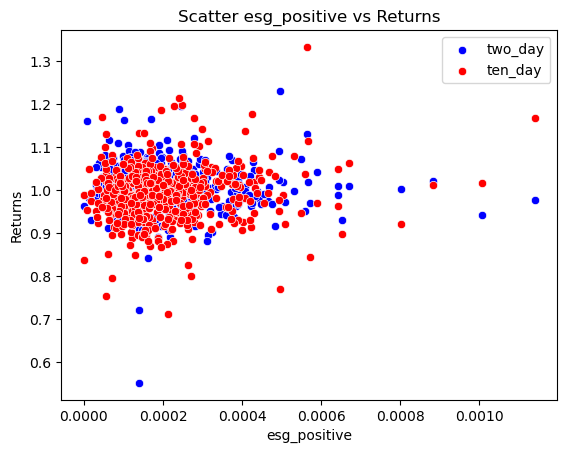 Scatter esg_positive vs Returns
two_day
ten_day
Returns
1.3
1.2
1.1
1.0
0.9
0.8
0.7
0.6
0.0000 0.0002 0.0004 0.0006 0.0008 0.0010
esg_positive